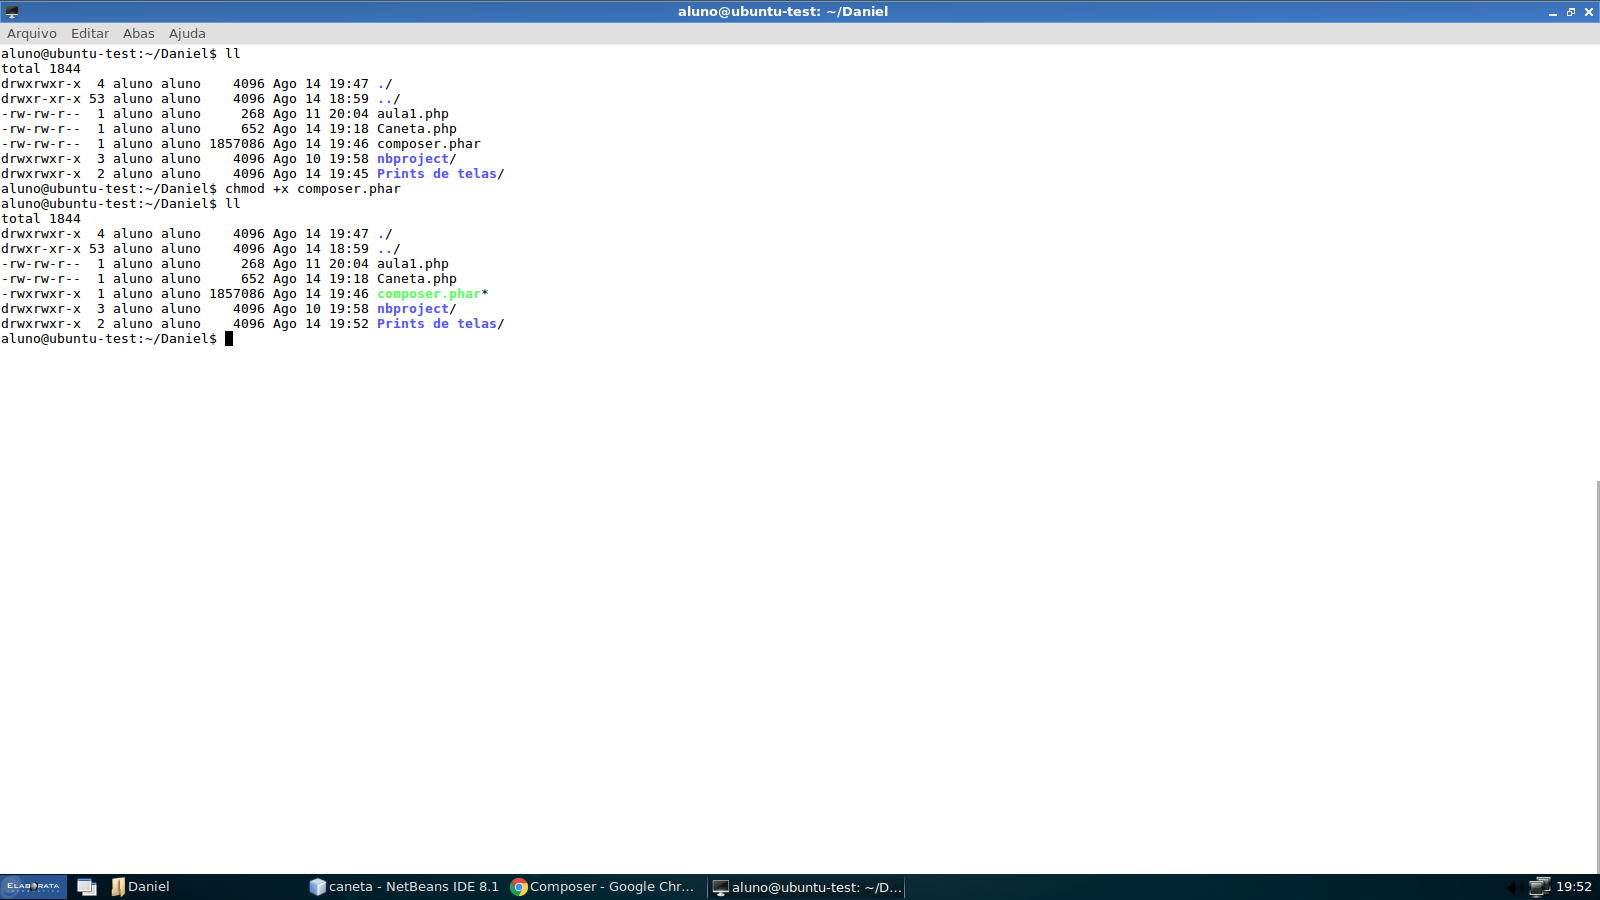 aluno@ubuntu-test: ~/Daniel
Arquivo Editar Abas Ajuda
aluno@ubuntu-test:~/Daniel$ ll
total 1844
drwxrwxr-x  4 aluno aluno    4096 Ago 14 19:47 ./
drwxr-xr-x 53 aluno aluno    4096 Ago 14 18:59 ../
-rw-rw-r--  1 aluno aluno     268 Ago 11 20:04 aula1.php
-rw-rw-r--  1 aluno aluno     652 Ago 14 19:18 Caneta.php
-rw-rw-r--  1 aluno aluno 1857086 Ago 14 19:46 composer.phar
drwxrwxr-x  3 aluno aluno    4096 Ago 10 19:58 nbproject/
drwxrwxr-x  2 aluno aluno    4096 Ago 14 19:45 Prints de telas/
aluno@ubuntu-test:~/Daniel$ chmod +x composer.phar
aluno@ubuntu-test:~/Daniel$ ll
total 1844
drwxrwxr-x  4 aluno aluno    4096 Ago 14 19:47 ./
drwxr-xr-x 53 aluno aluno    4096 Ago 14 18:59 ../
-rw-rw-r--  1 aluno aluno     268 Ago 11 20:04 aula1.php
-rw-rw-r--  1 aluno aluno     652 Ago 14 19:18 Caneta.php
-rwxrwxr-x  1 aluno aluno 1857086 Ago 14 19:46 composer.phar*
drwxrwxr-x  3 aluno aluno    4096 Ago 10 19:58 nbproject/
drwxrwxr-x  2 aluno aluno    4096 Ago 14 19:52 Prints de telas/
aluno@ubuntu-test:~/Daniel$
ELABORATA Daniel caneta - NetBeans IDE 8.1 Composer - Google Chr... aluno@ubuntu-test: ~/D... 19:52